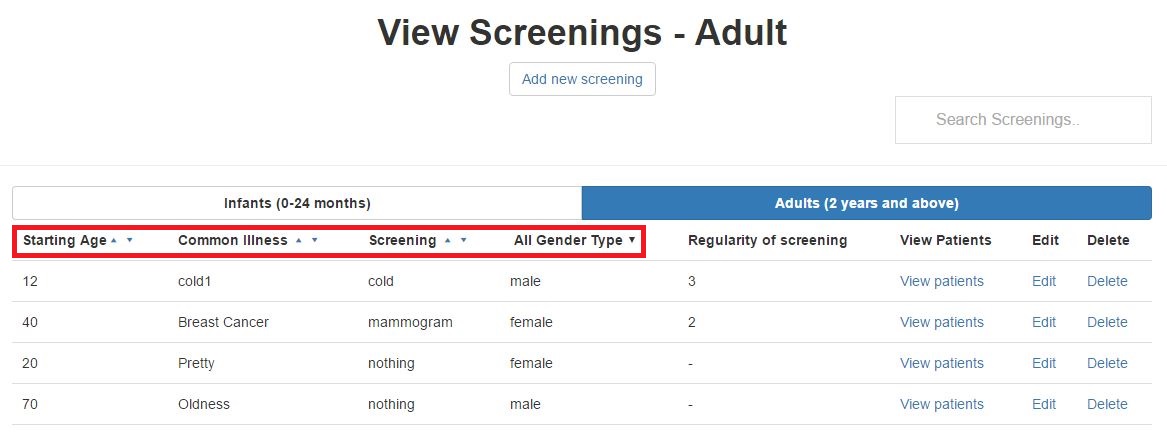 View Screenings - Adult
Add new screening
Search Screenings..
Infants (0-24 months) Adults (2 years and above)
Starting Age ▲ ▼ Common Illness ▲ ▼ Screening ▲ ▼ All Gender Type ▼ Regularity of screening View Patients Edit Delete
12 cold1 cold male 3 View patients Edit Delete
40 Breast Cancer mammogram female 2 View patients Edit Delete
20 Pretty nothing female - View patients Edit Delete
70 Oldness nothing male - View patients Edit Delete